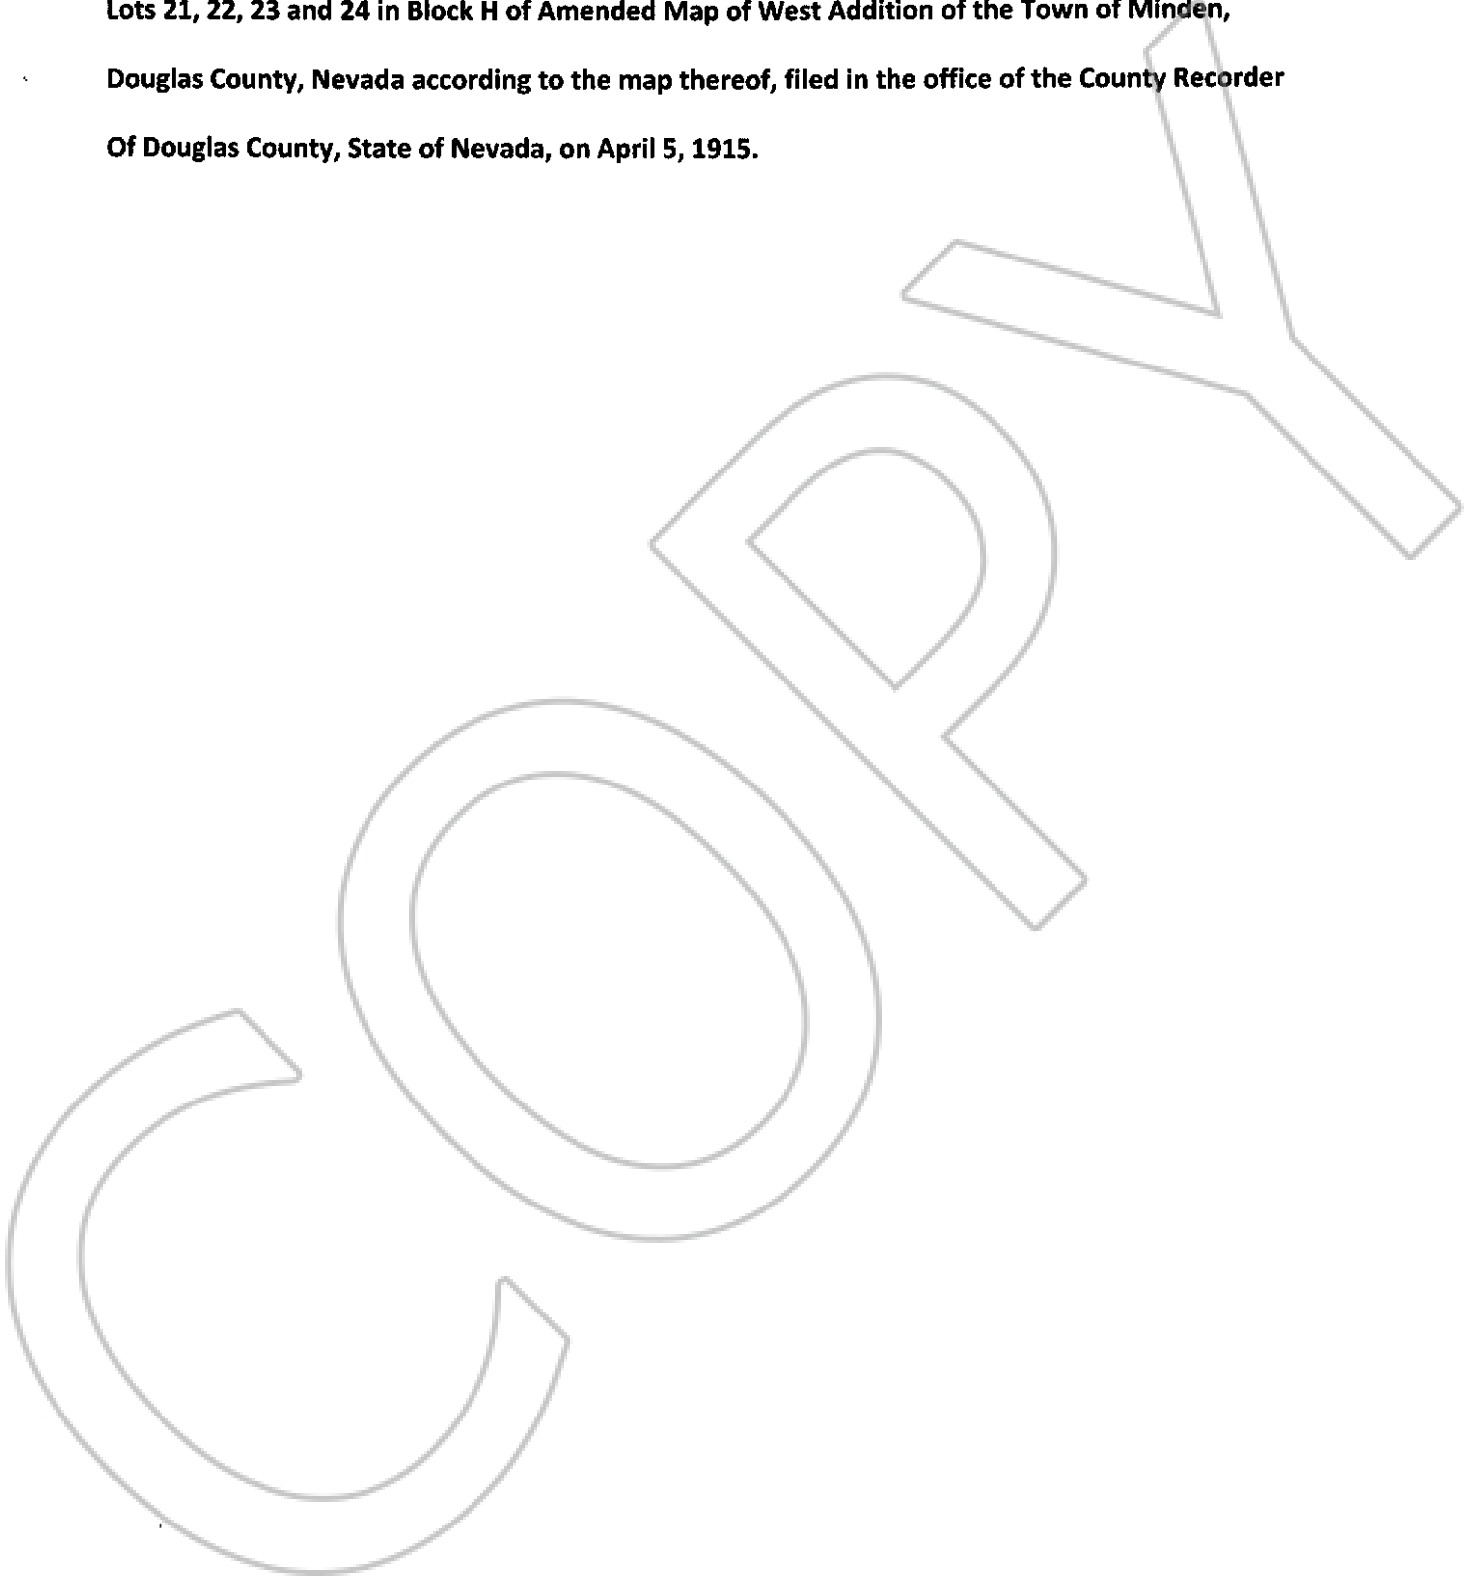 Lots 21, 22, 23 and 24 in Block H of Amended Map of West Addition of the Town of Minden,
Douglas County, Nevada according to the map thereof, filed in the office of the County Recorder
Of Douglas County, State of Nevada, on April 5, 1915.
COPY